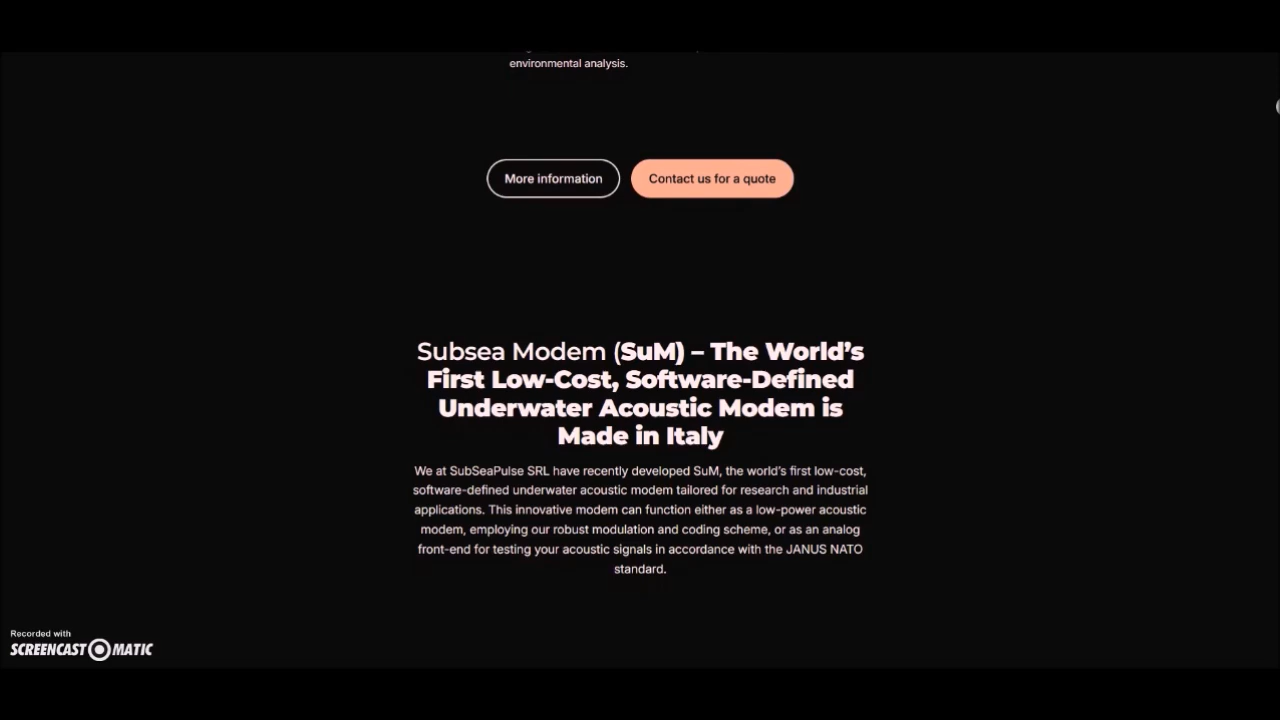 environmental analysis.
More information
Contact us for a quote
Subsea Modem (SuM) – The World’s
First Low-Cost, Software-Defined
Underwater Acoustic Modem is
Made in Italy
We at SubSeaPulse SRL have recently developed SuM, the world’s first low-cost,
software-defined underwater acoustic modem tailored for research and industrial
applications. This innovative modem can function either as a low-power acoustic
modem, employing our robust modulation and coding scheme, or as an analog
front-end for testing your acoustic signals in accordance with the JANUS NATO
standard.
Recorded with
SCREENCAST MATIC